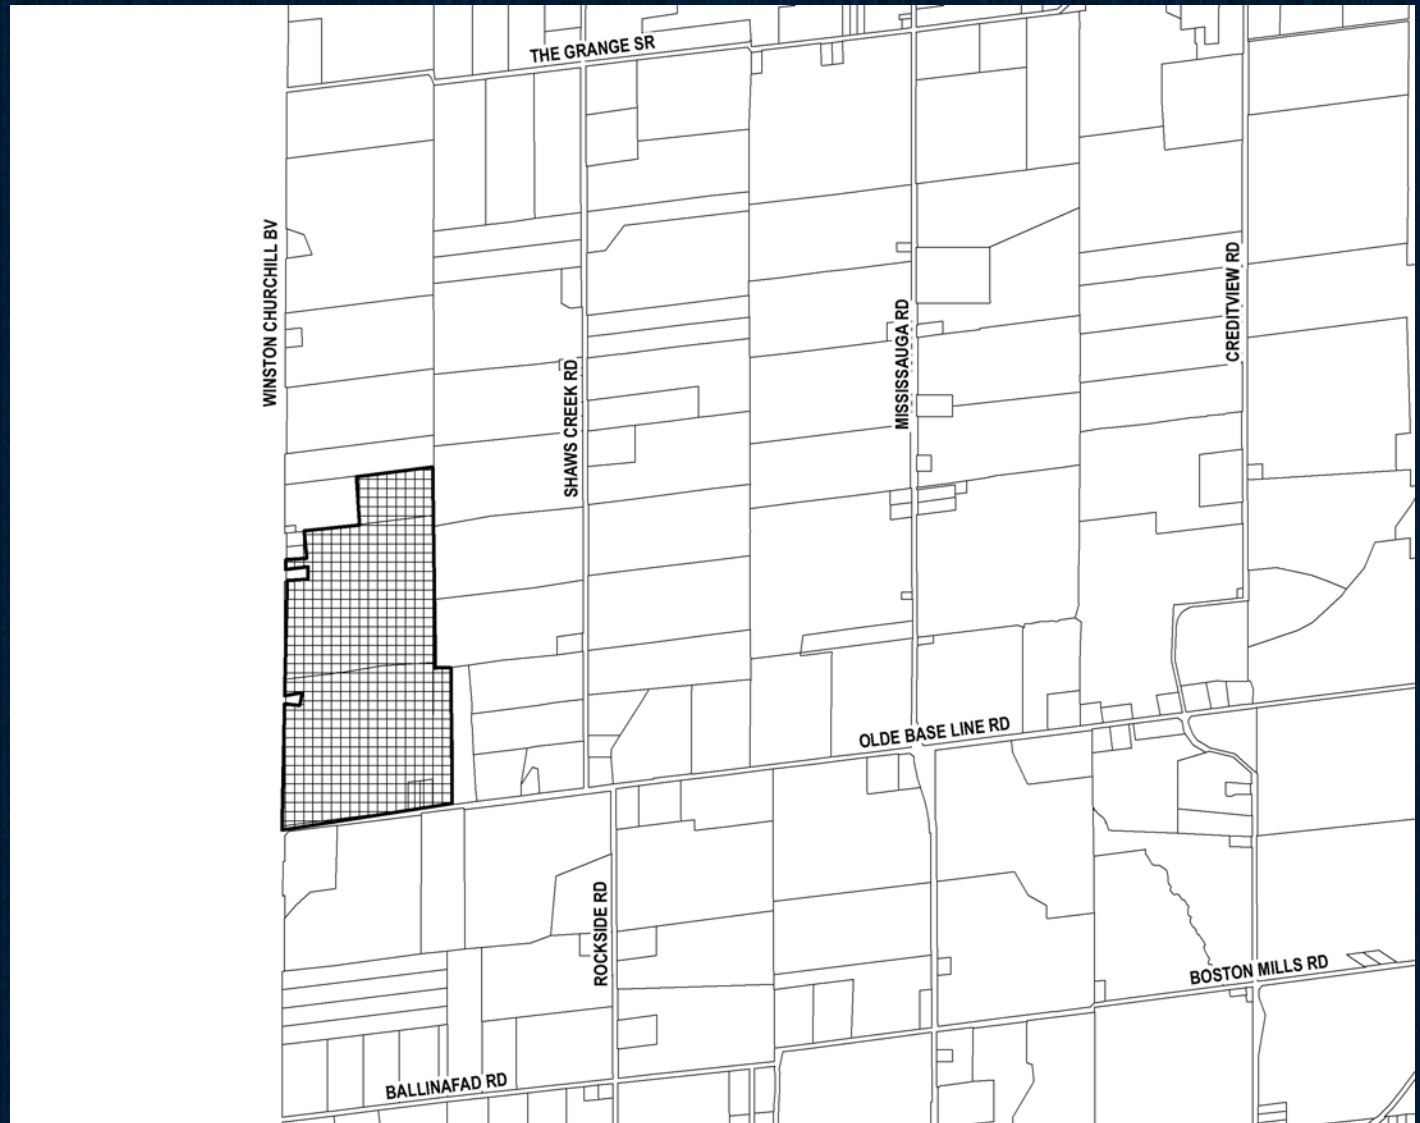 THE GRANGE SR
WINSTON CHURCHILL BV
SHAWS CREEK RD
MISSISSAUGA RD
CREDITVIEW RD
OLDE BASE LINE RD
ROCKSIDE RD
BOSTON MILLS RD
BALLINAFAD RD